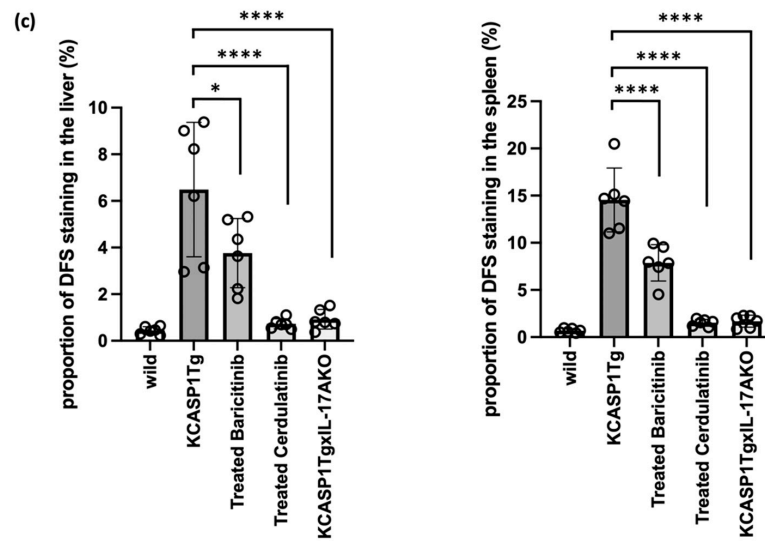 (c)
****
****
*
proportion of DFS staining in the liver (%)
10
8
6
4
2
0
wild
KCASP1Tg
Treated Baricitinib
Treated Cerdulatinib
KCASP1TgxIL-17AKO
****
****
****
proportion of DFS staining in the spleen (%)
25
20
15
10
5
0
wild
KCASP1Tg
Treated Baricitinib
Treated Cerdulatinib
KCASP1TgxIL-17AKO